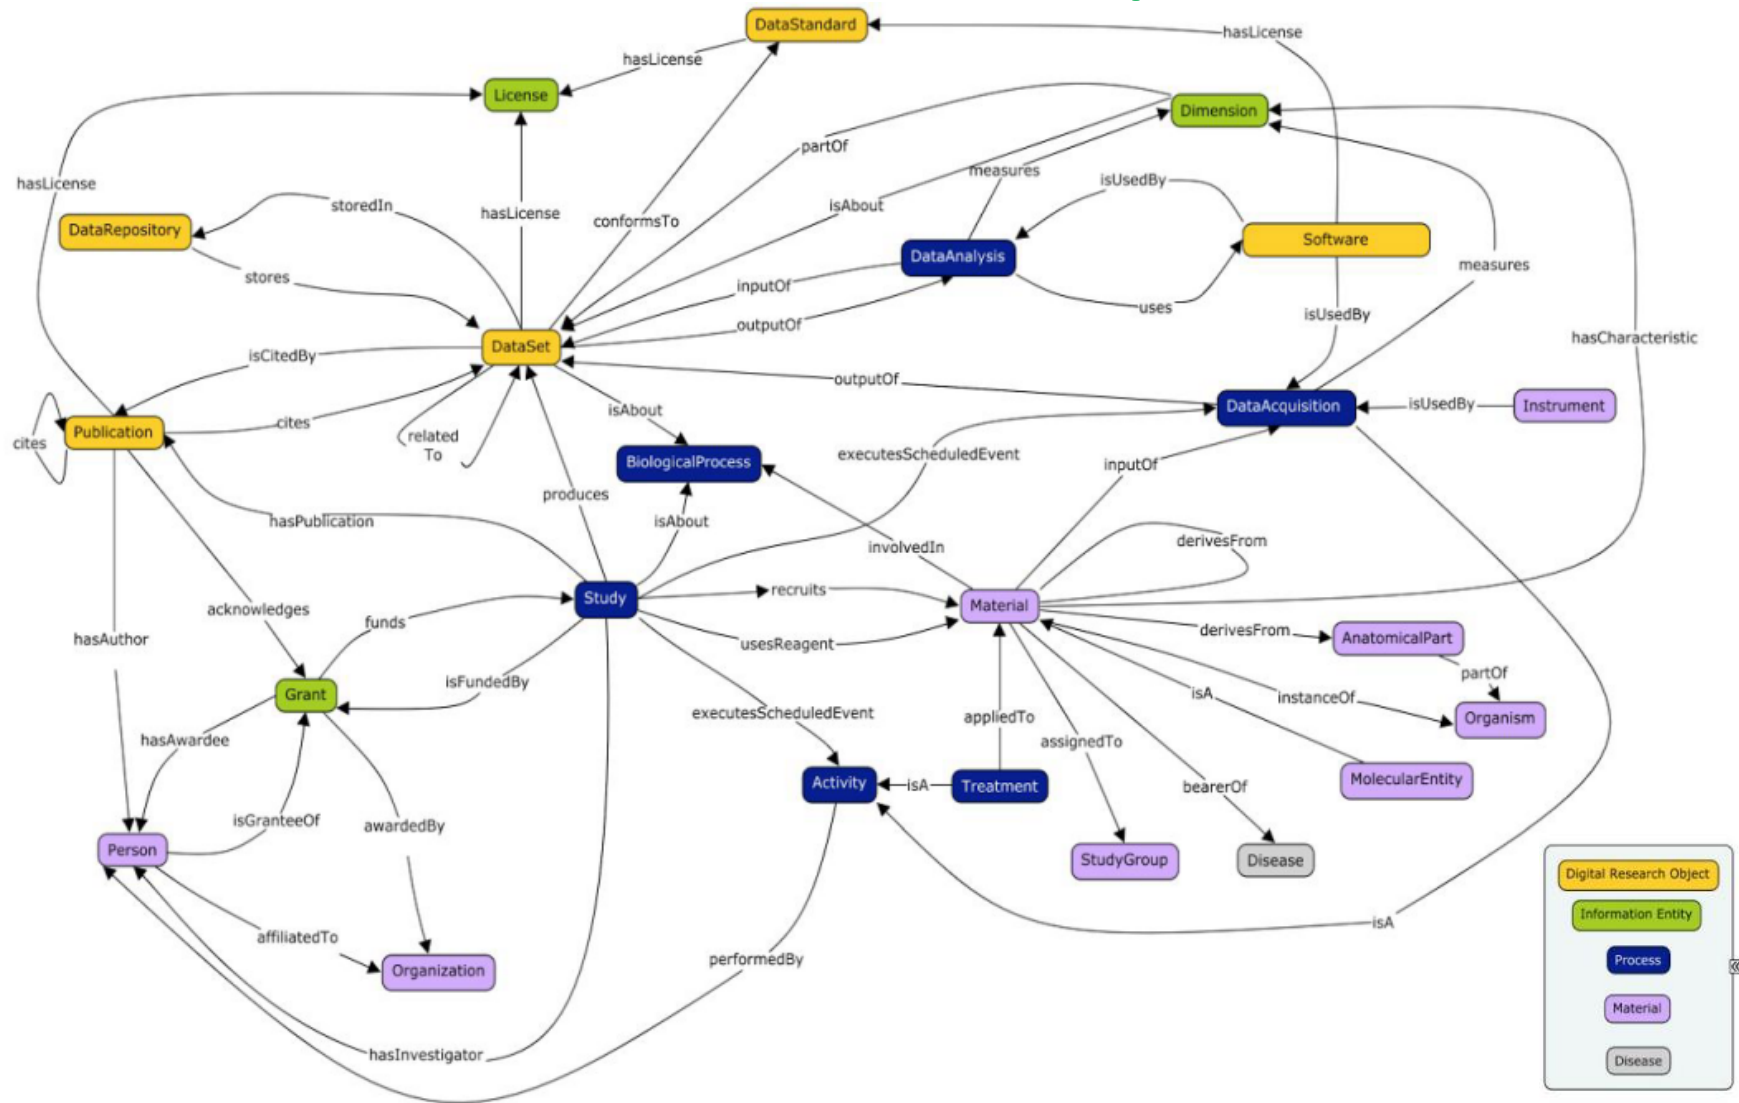 DataStandard
hasLicense
hasLicense
License
Dimension
partOf
measures
isUsedBy
hasLicense
storedIn
isAbout
hasLicense
conformsTo
DataRepository
Software
DataAnalysis
measures
stores
inputOf
uses
isUsedBy
outputOf
hasCharacteristic
DataSet
isCitedBy
outputOf
DataAcquisition
isUsedBy
Instrument
isAbout
cites
Publication
cites
related
To
executesScheduledEvent
BiologicalProcess
inputOf
produces
hasPublication
isAbout
derivesFrom
involvedIn
recruits
Study
Material
acknowledges
funds
derivesFrom
AnatomicalPart
hasAuthor
usesReagent
partOf
isFundedBy
Grant
isA
instanceOf
executesScheduledEvent
appliedTo
Organism
hasAwardee
assignedTo
MolecularEntity
Activity
isA
Treatment
bearerOf
isGranteeOf
awardedBy
Person
StudyGroup
Disease
isA
affiliatedTo
performedBy
Organization
hasInvestigator
Digital Research Object
Information Entity
Process
Material
Disease